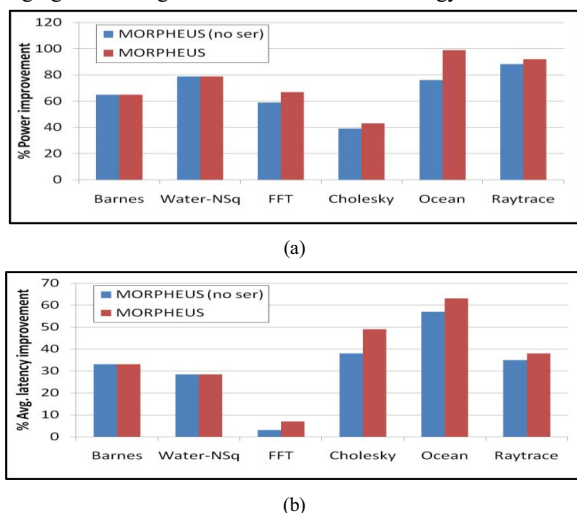 120
MORPHEUS (no ser)
100
MORPHEUS
80
60
40
20
0
% Power improvement
Barnes Water-NSq FFT Cholesky Ocean Raytrace
(a)
70
MORPHEUS (no ser)
60
MORPHEUS
50
40
30
20
10
0
% Avg. latency improvement
Barnes Water-NSq FFT Cholesky Ocean Raytrace
(b)